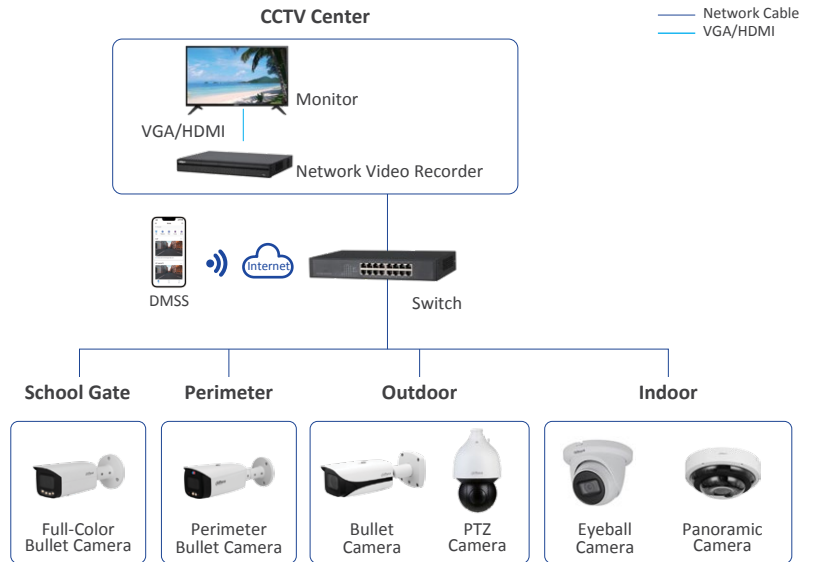 CCTV Center
Network Cable
VGA/HDMI
Monitor
VGA/HDMI
Network Video Recorder
Internet
DMSS
Switch
School Gate
Perimeter
Outdoor
Indoor
Full-Color
Bullet Camera
Perimeter
Bullet Camera
Bullet
Camera
PTZ
Camera
Eyeball
Camera
Panoramic
Camera